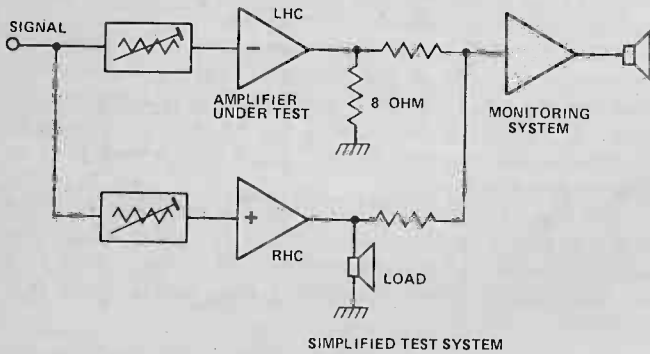 SIGNAL
LHC
−
AMPLIFIER
UNDER TEST
8 OHM
MONITORING
SYSTEM
+
RHC
LOAD
SIMPLIFIED TEST SYSTEM